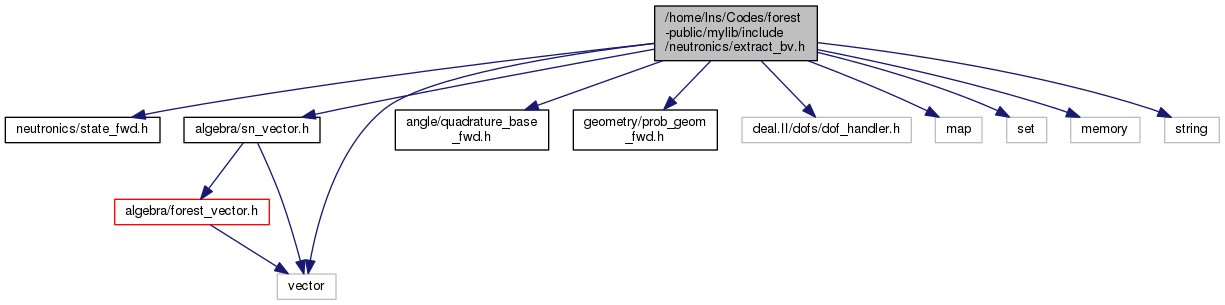 /home/lns/Codes/forest
-public/mylib/include
/neutronics/extract_bv.h
neutronics/state_fwd.h
algebra/sn_vector.h
angle/quadrature_base
_fwd.h
geometry/prob_geom
_fwd.h
deal.II/dofs/dof_handler.h
map
set
memory
string
algebra/forest_vector.h
vector